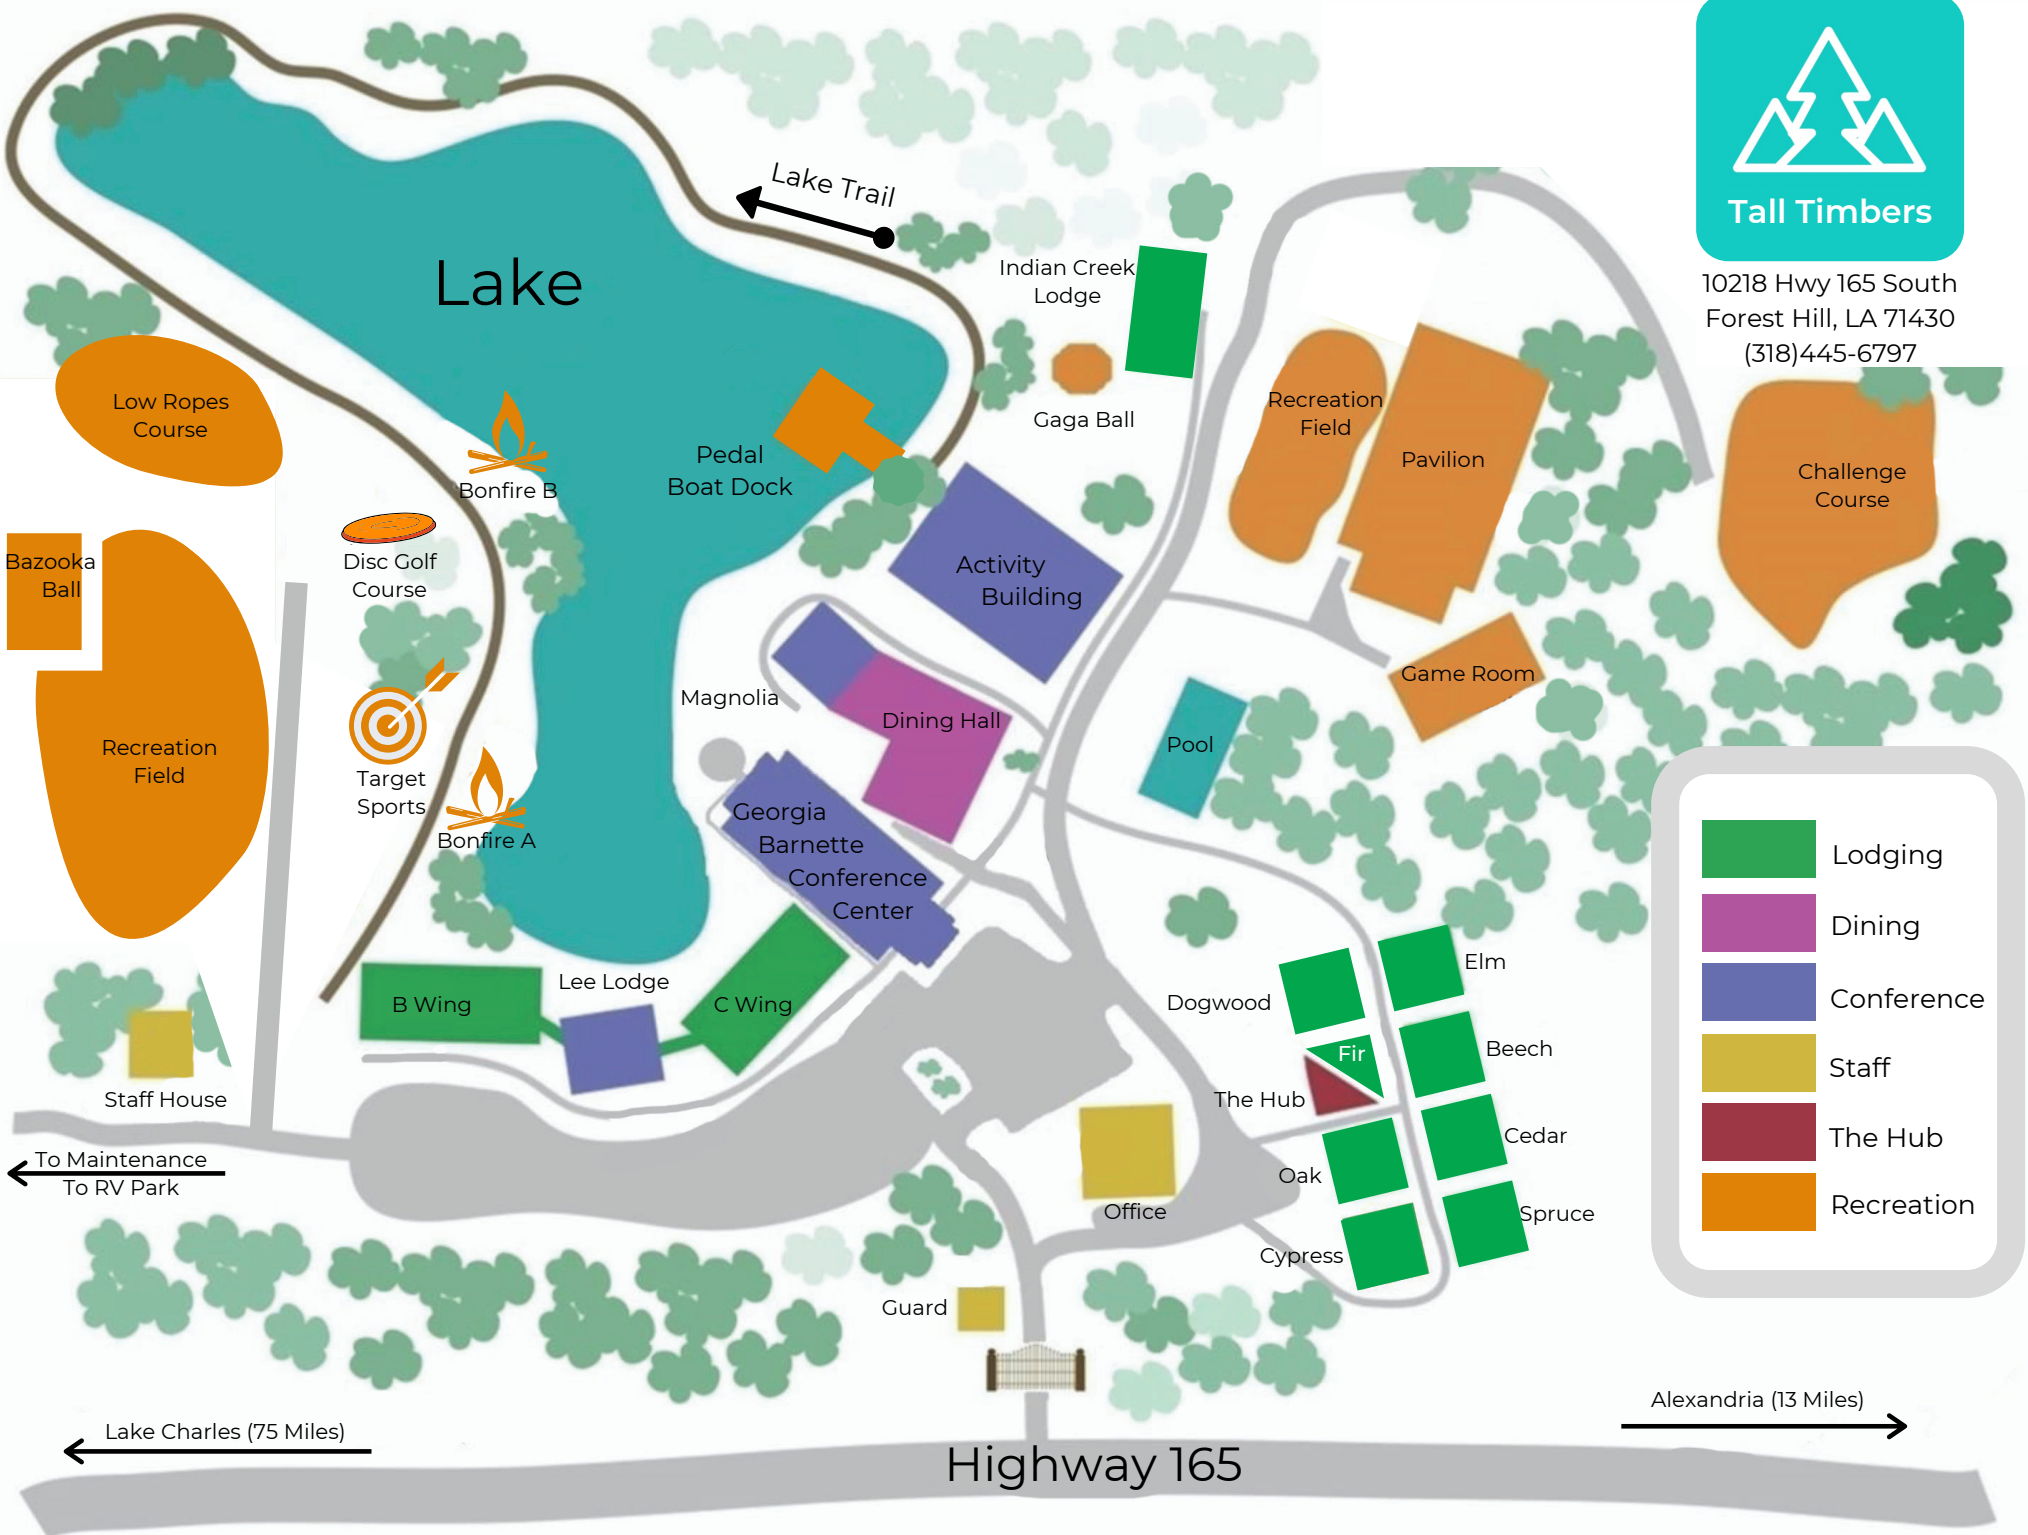 Tall Timbers
10218 Hwy 165 South
Forest Hill, LA 71430
(318)445-6797
Lake Trail
Lake
Indian Creek
Lodge
Gaga Ball
Low Ropes
Course
Bonfire B
Pedal
Boat Dock
Recreation
Field
Pavilion
Challenge
Course
Bazooka
Ball
Disc Golf
Course
Activity
Building
Game Room
Magnolia
Dining Hall
Pool
Recreation
Field
Target
Sports
Bonfire A
Georgia
Barnette
Conference
Center
B Wing
Lee Lodge
C Wing
Dogwood
Elm
Fir
Beech
The Hub
Cedar
Oak
Spruce
Cypress
Staff House
To Maintenance
To RV Park
Office
Guard
Lodging
Dining
Conference
Staff
The Hub
Recreation
Lake Charles (75 Miles)
Alexandria (13 Miles)
Highway 165